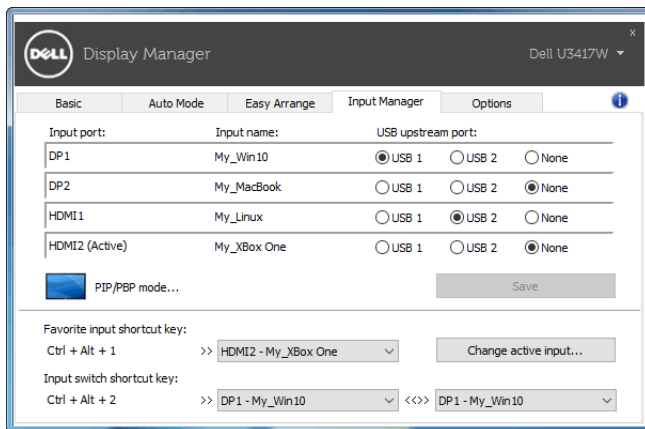 DELL Display Manager Dell U3417W x
Basic Auto Mode Easy Arrange Input Manager Options i
Input port: Input name: USB upstream port:
DP1 My_Win10 USB 1 USB 2 None
DP2 My_MacBook USB 1 USB 2 None
HDMI1 My_Linux USB 1 USB 2 None
HDMI2 (Active) My_XBox One USB 1 USB 2 None
PIP/PBP mode... Save
Favorite input shortcut key:
Ctrl + Alt + 1 >> HDMI2 - My_XBox One Change active input...
Input switch shortcut key:
Ctrl + Alt + 2 >> DP1 - My_Win10 <<>> DP1 - My_Win10